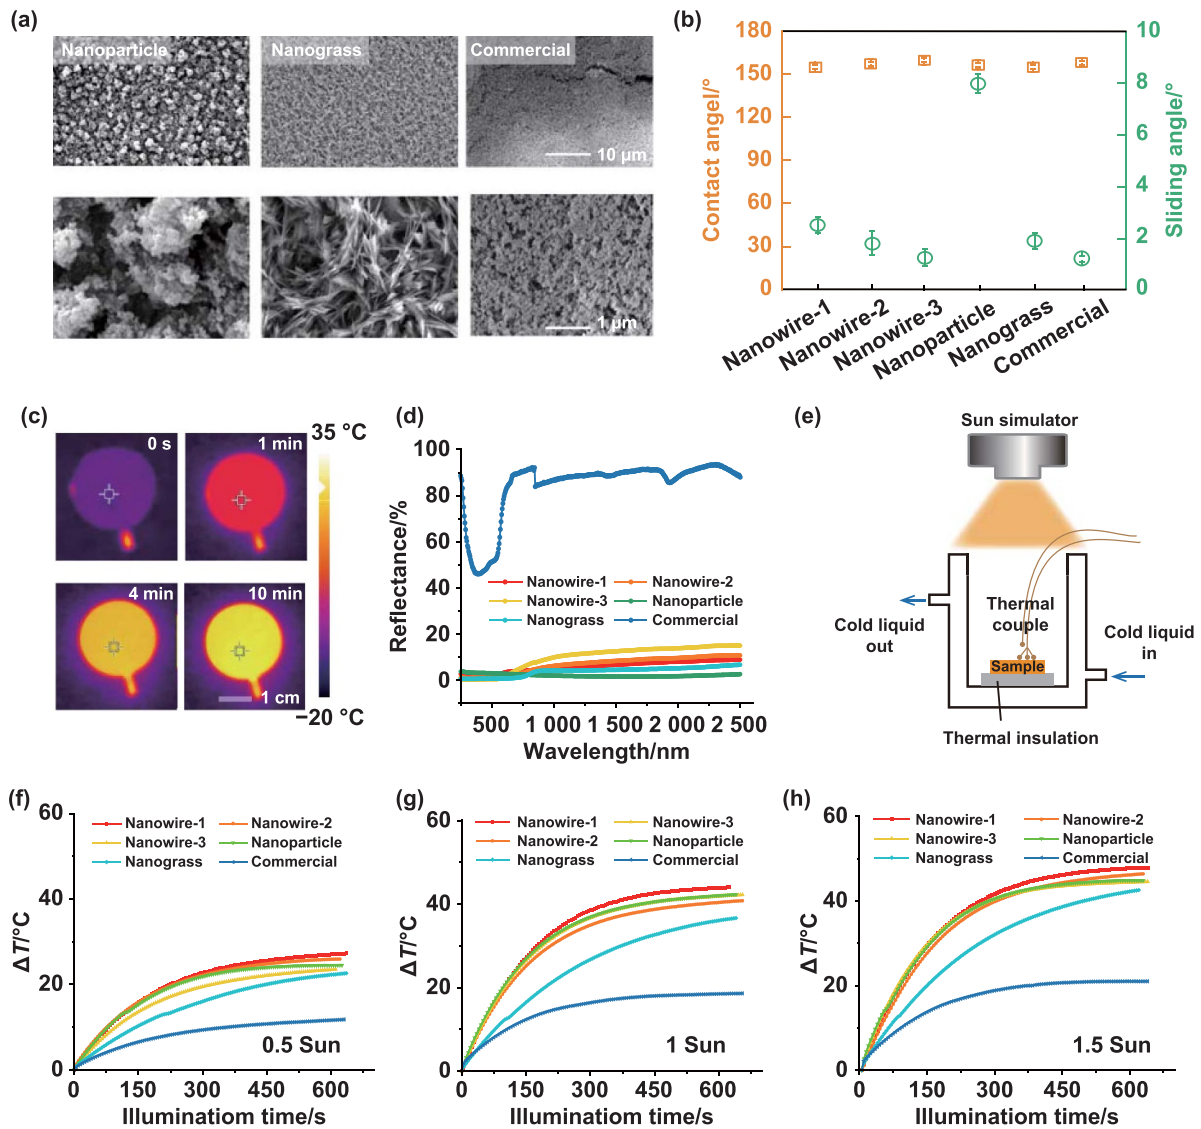 (a)
Nanoparticle
Nanograss
Commercial
10 μm
1 μm
(b)
180
150
120
90
60
30
0
Contact angel/°
10
8
6
4
2
0
Sliding angle/°
Nanowire-1
Nanowire-2
Nanowire-3
Nanoparticle
Nanograss
Commercial
(c)
0 s
1 min
4 min
10 min
1 cm
35 °C
−20 °C
(d)
100
80
60
40
20
0
Reflectance/%
Nanowire-1
Nanowire-2
Nanowire-3
Nanoparticle
Nanograss
Commercial
500 1 000 1 500 2 000 2 500
Wavelength/nm
(e)
Sun simulator
Thermal
couple
Cold liquid
out
Cold liquid
in
Sample
Thermal insulation
(f)
60
40
20
0
ΔT/°C
Nanowire-1
Nanowire-2
Nanowire-3
Nanoparticle
Nanograss
Commercial
0.5 Sun
0 150 300 450 600
Illuminatiom time/s
(g)
60
40
20
0
ΔT/°C
Nanowire-1
Nanowire-3
Nanowire-2
Nanoparticle
Nanograss
Commercial
1 Sun
0 150 300 450 600
Illuminatiom time/s
(h)
60
40
20
0
ΔT/°C
Nanowire-1
Nanowire-2
Nanowire-3
Nanoparticle
Nanograss
Commercial
1.5 Sun
0 150 300 450 600
Illuminatiom time/s